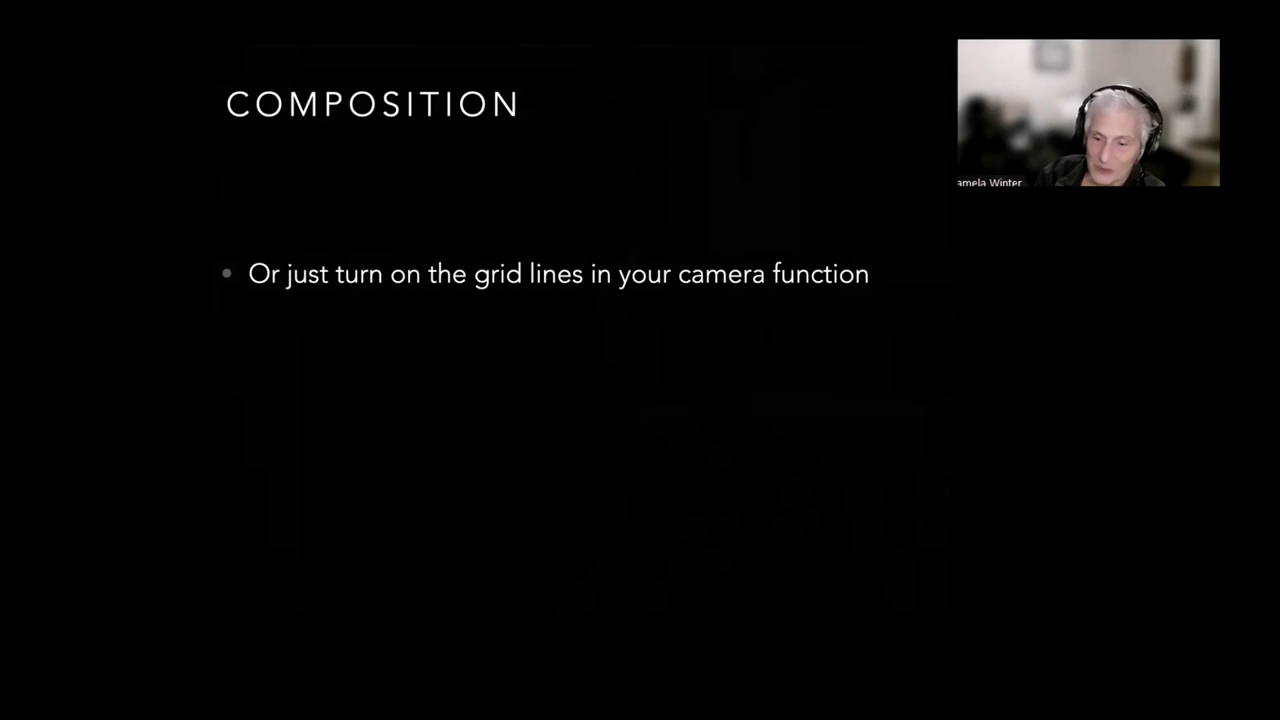 COMPOSITION
Or just turn on the grid lines in your camera function
amela Winter